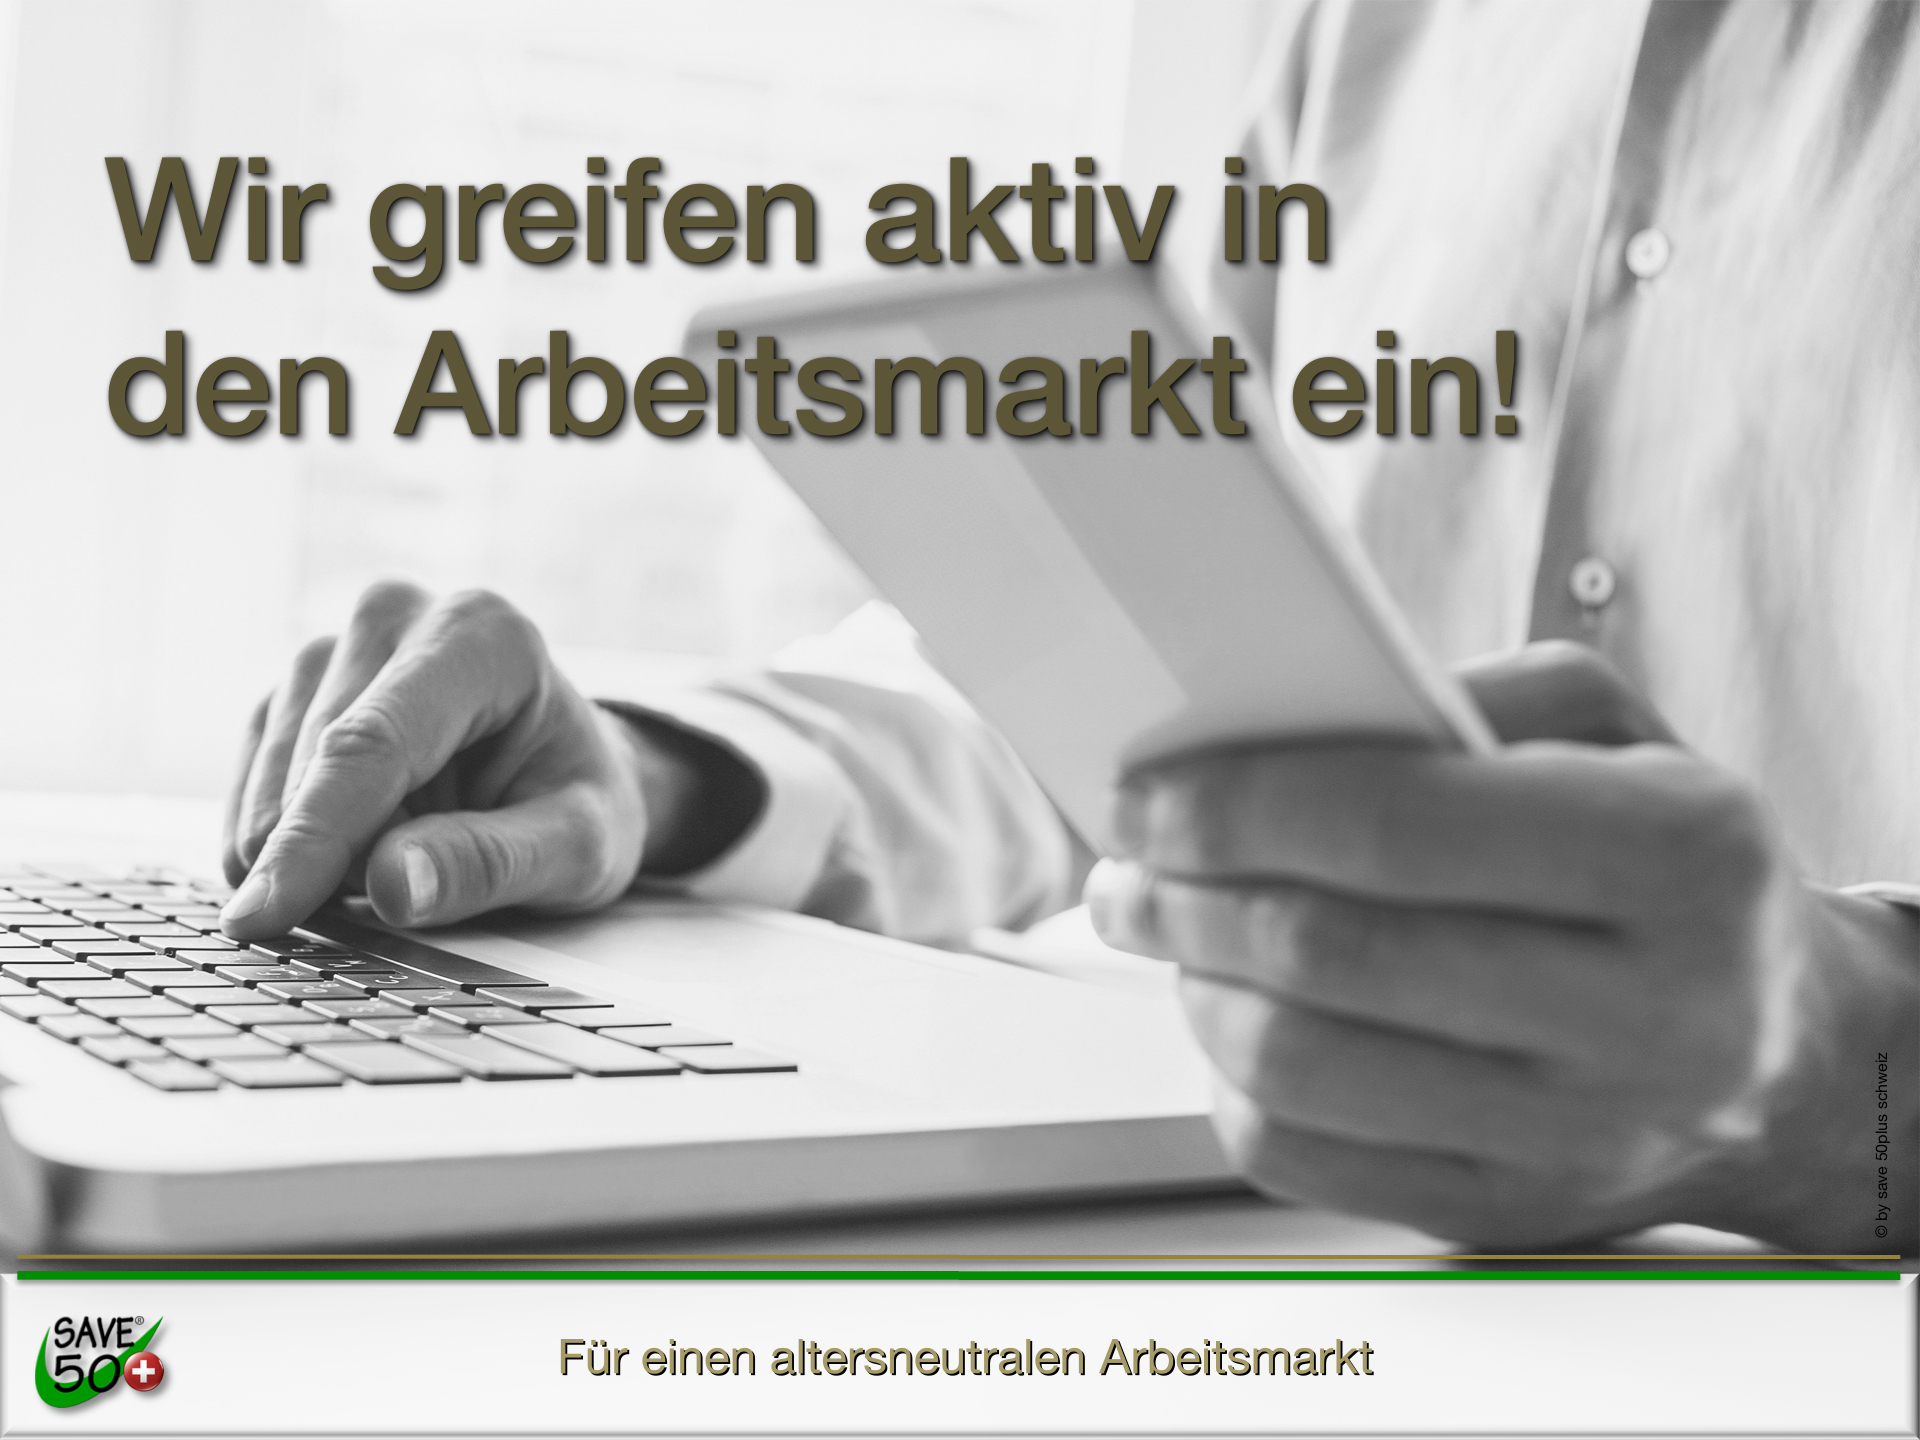 Wir greifen aktiv in
den Arbeitsmarkt ein!
© by save 50plus schweiz
SAVE®
50
Für einen altersneutralen Arbeitsmarkt